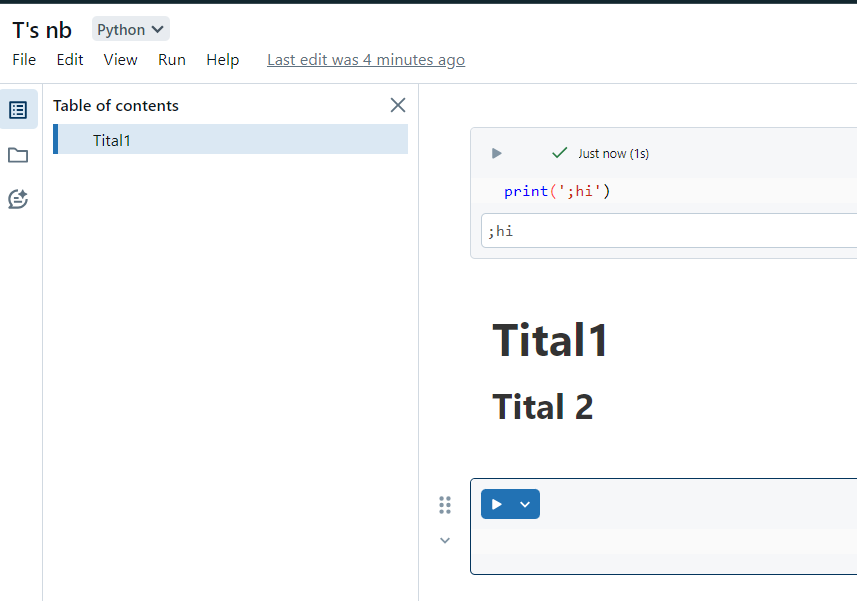 T's nb Python
File Edit View Run Help Last edit was 4 minutes ago
Table of contents
Tital1
Just now (1s)
print(';hi')
;hi
Tital1
Tital 2